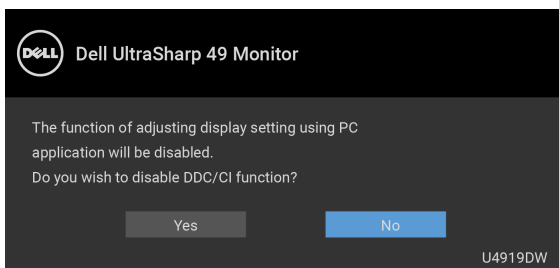 DELL
Dell UltraSharp 49 Monitor
The function of adjusting display setting using PC
application will be disabled.
Do you wish to disable DDC/CI function?
Yes
No
U4919DW